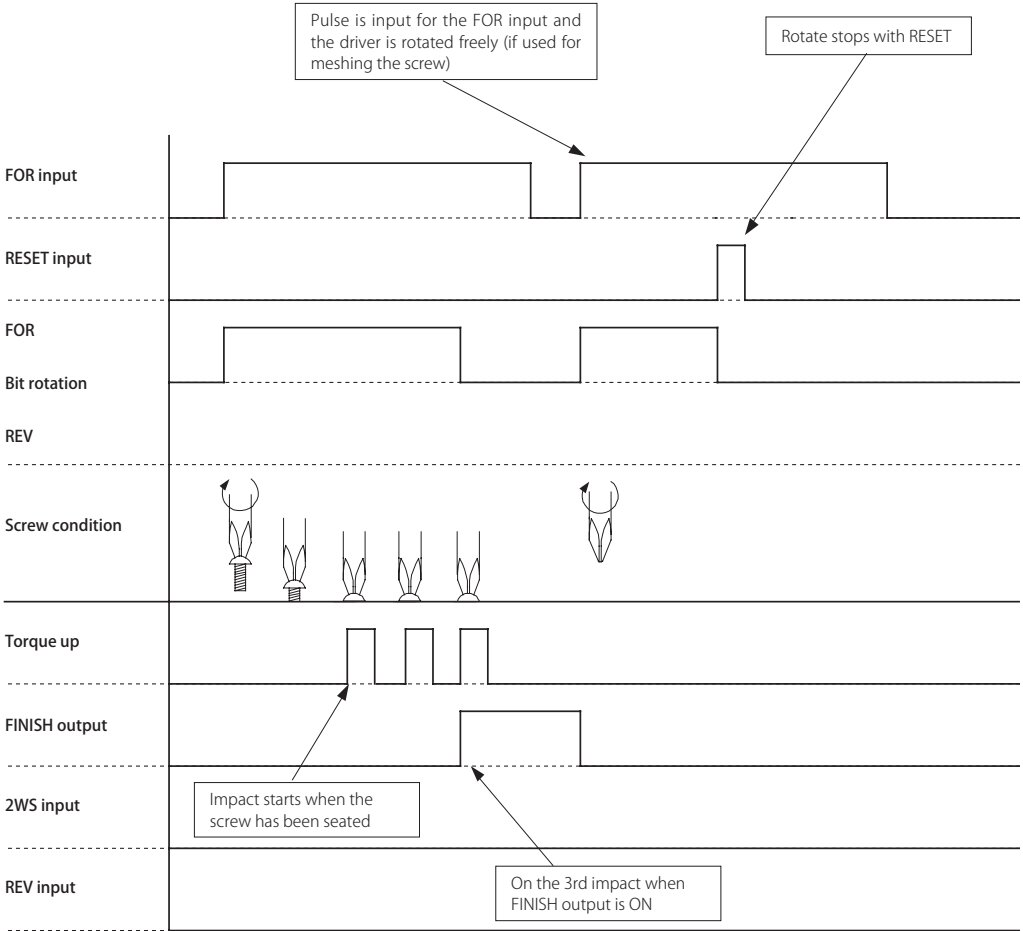 Pulse is input for the FOR input and
the driver is rotated freely (if used for
meshing the screw)
Rotate stops with RESET
FOR input
RESET input
FOR
Bit rotation
REV
Screw condition
Torque up
FINISH output
Impact starts when the
screw has been seated
2WS input
On the 3rd impact when
FINISH output is ON
REV input